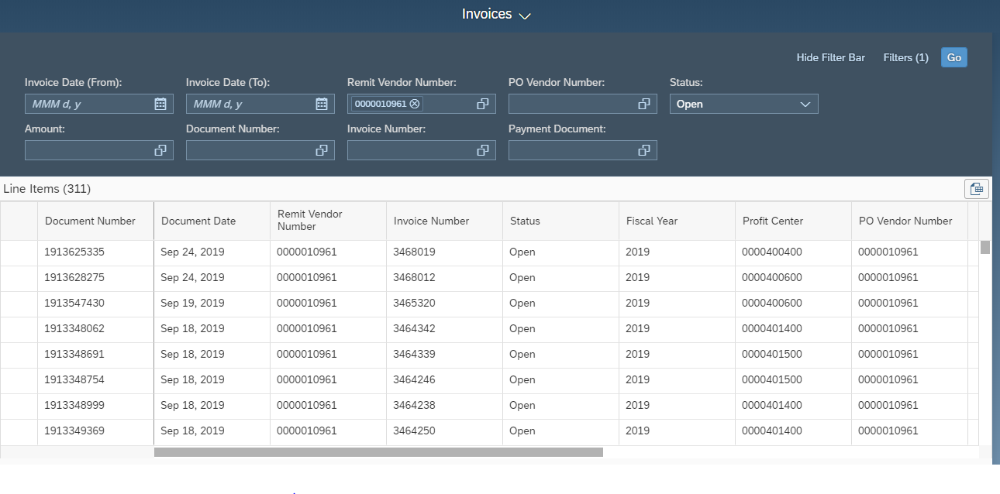 Invoices
Hide Filter Bar Filters (1) Go
Invoice Date (From): Invoice Date (To): Remit Vendor Number: PO Vendor Number: Status:
MMM d, y MMM d, y 0000010961 Open
Amount: Document Number: Invoice Number: Payment Document:
Line Items (311)
Document Number Document Date Remit Vendor Number Invoice Number Status Fiscal Year Profit Center PO Vendor Number
1913625335 Sep 24, 2019 0000010961 3468019 Open 2019 0000400400 0000010961
1913628275 Sep 24, 2019 0000010961 3468012 Open 2019 0000400600 0000010961
1913547430 Sep 19, 2019 0000010961 3465320 Open 2019 0000400600 0000010961
1913348062 Sep 18, 2019 0000010961 3464342 Open 2019 0000401400 0000010961
1913348691 Sep 18, 2019 0000010961 3464339 Open 2019 0000401500 0000010961
1913348754 Sep 18, 2019 0000010961 3464246 Open 2019 0000401500 0000010961
1913348999 Sep 18, 2019 0000010961 3464238 Open 2019 0000401400 0000010961
1913349369 Sep 18, 2019 0000010961 3464250 Open 2019 0000401400 0000010961